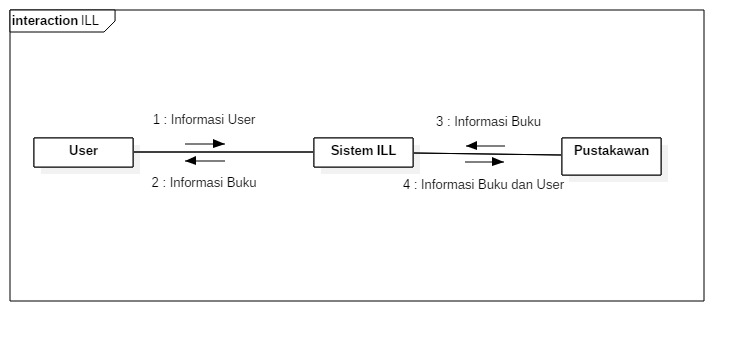 interaction ILL
1 : Informasi User
3 : Informasi Buku
User
Sistem ILL
Pustakawan
2 : Informasi Buku
4 : Informasi Buku dan User